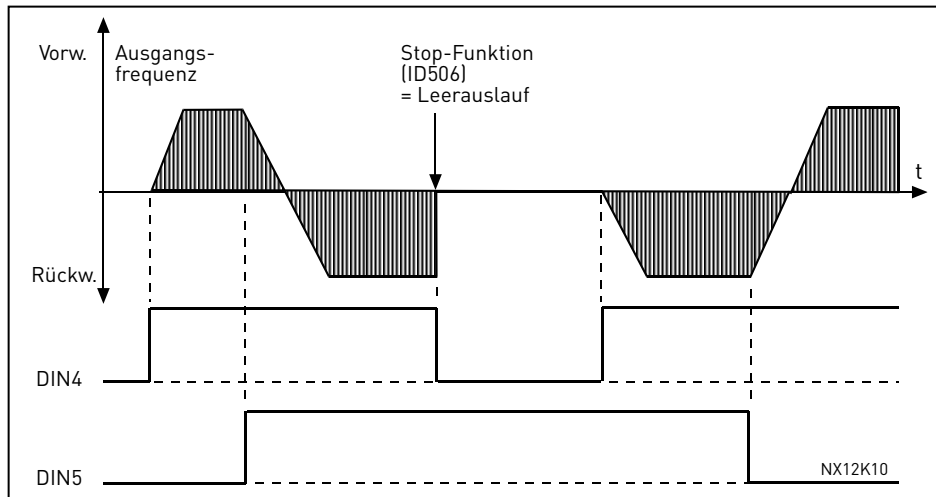 Vorw.
Ausgangs-
frequenz
Stop-Funktion
(ID506)
= Leerauslauf
t
Rückw.
DIN4
DIN5
NX12K10